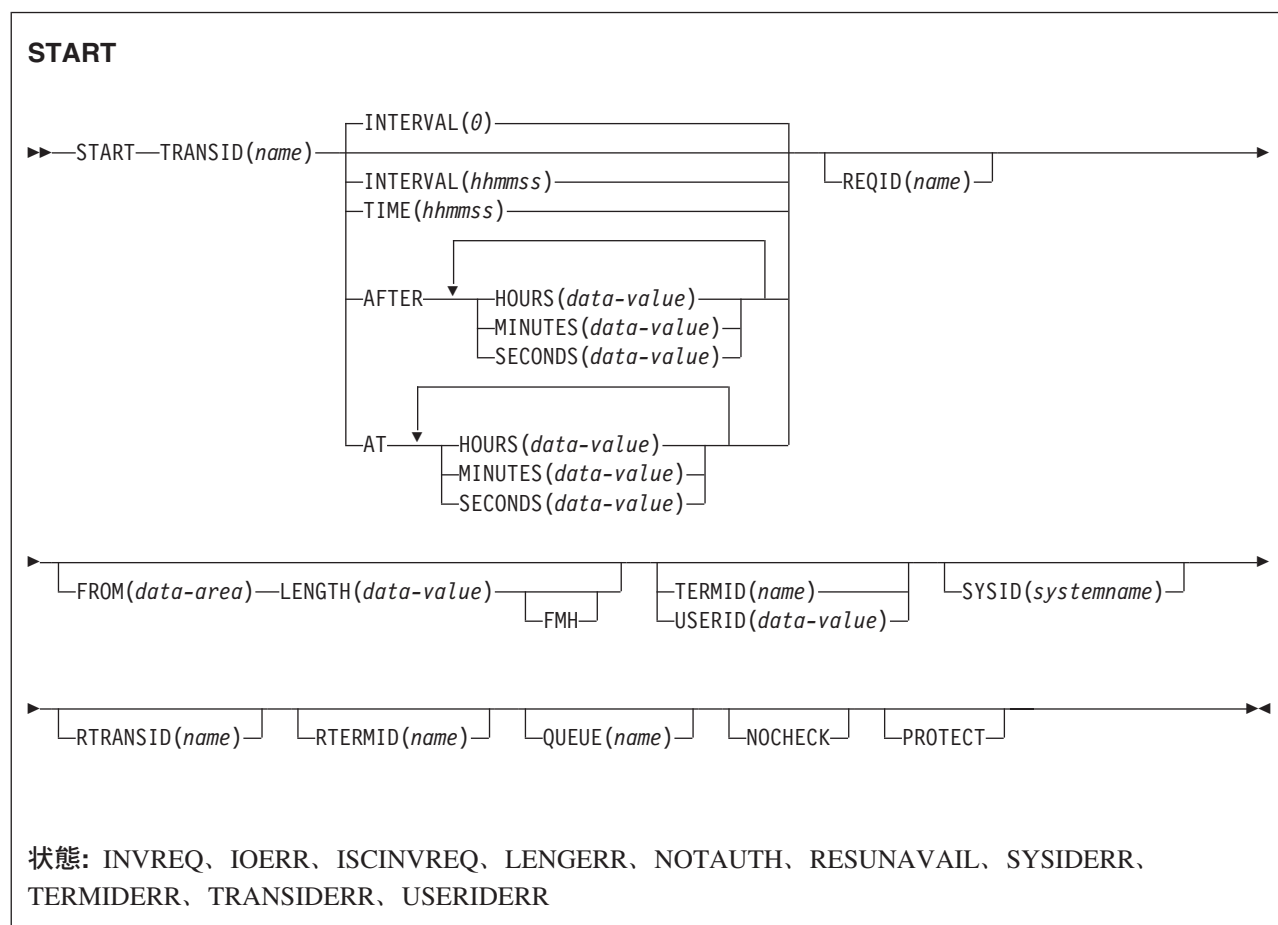 START
INTERVAL(0)
START TRANSID(name)
INTERVAL(hhmmss)
REQID(name)
TIME(hhmmss)
AFTER HOURS(data-value)
MINUTES(data-value)
SECONDS(data-value)
AT HOURS(data-value)
MINUTES(data-value)
SECONDS(data-value)
FROM(data-area) LENGTH(data-value)
FMH
TERMID(name)
USERID(data-value)
SYSID(systemname)
RTRANSID(name)
RTERMID(name)
QUEUE(name)
NOCHECK
PROTECT
状態: INVREQ、IOERR、ISCINVREQ、LENGERR、NOTAUTH、RESUNAVAIL、SYSIDERR、
TERMIDERR、TRANSIDERR、USERIDERR